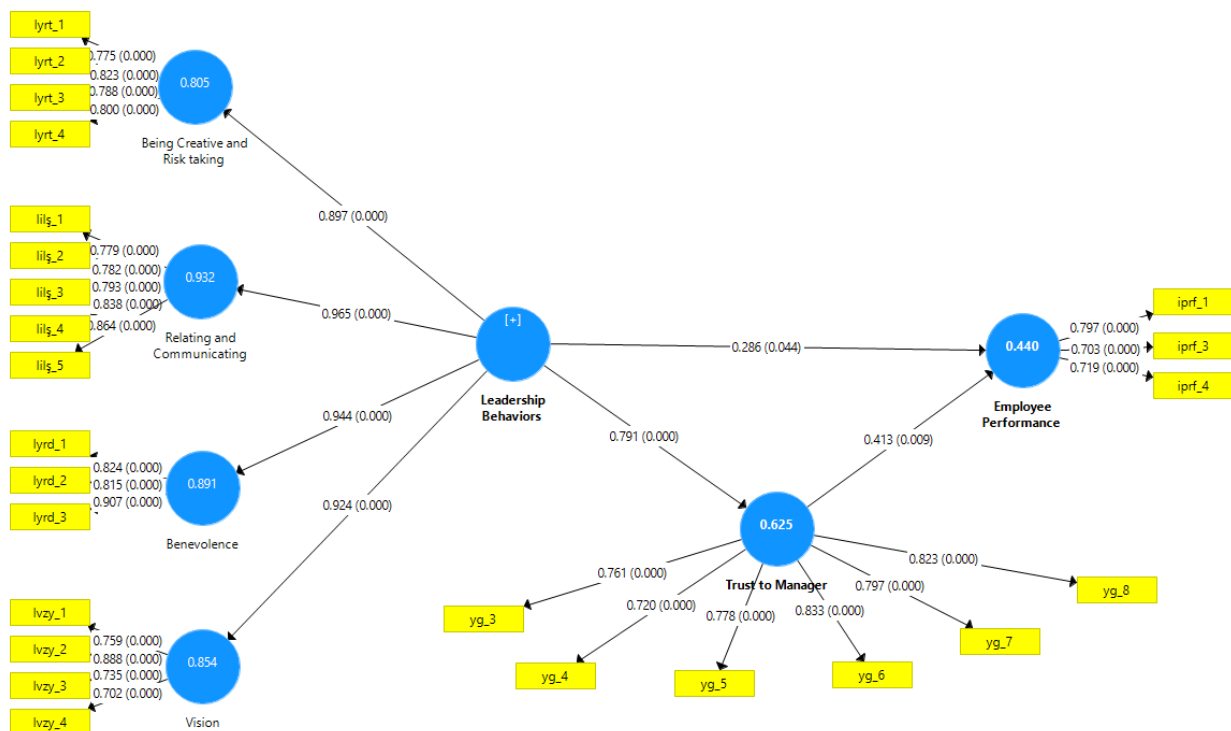 lyrt_1
lyrt_2
lyrt_3
lyrt_4
0.775 (0.000)
0.823 (0.000)
0.788 (0.000)
0.800 (0.000)
0.805
Being Creative and
Risk taking
0.897 (0.000)
lilş_1
lilş_2
lilş_3
lilş_4
lilş_5
0.779 (0.000)
0.782 (0.000)
0.793 (0.000)
0.838 (0.000)
0.864 (0.000)
0.932
Relating and
Communicating
0.965 (0.000)
[+]
Leadership
Behaviors
0.286 (0.044)
0.440
Employee
Performance
0.797 (0.000)
0.703 (0.000)
0.719 (0.000)
iprf_1
iprf_3
iprf_4
lyrd_1
lyrd_2
lyrd_3
0.824 (0.000)
0.815 (0.000)
0.907 (0.000)
0.891
Benevolence
0.944 (0.000)
0.791 (0.000)
0.413 (0.009)
0.924 (0.000)
0.625
Trust to Manager
0.761 (0.000)
0.720 (0.000)
0.778 (0.000)
0.833 (0.000)
0.797 (0.000)
0.823 (0.000)
yg_3
yg_4
yg_5
yg_6
yg_7
yg_8
lvzy_1
lvzy_2
lvzy_3
lvzy_4
0.759 (0.000)
0.888 (0.000)
0.735 (0.000)
0.702 (0.000)
0.854
Vision